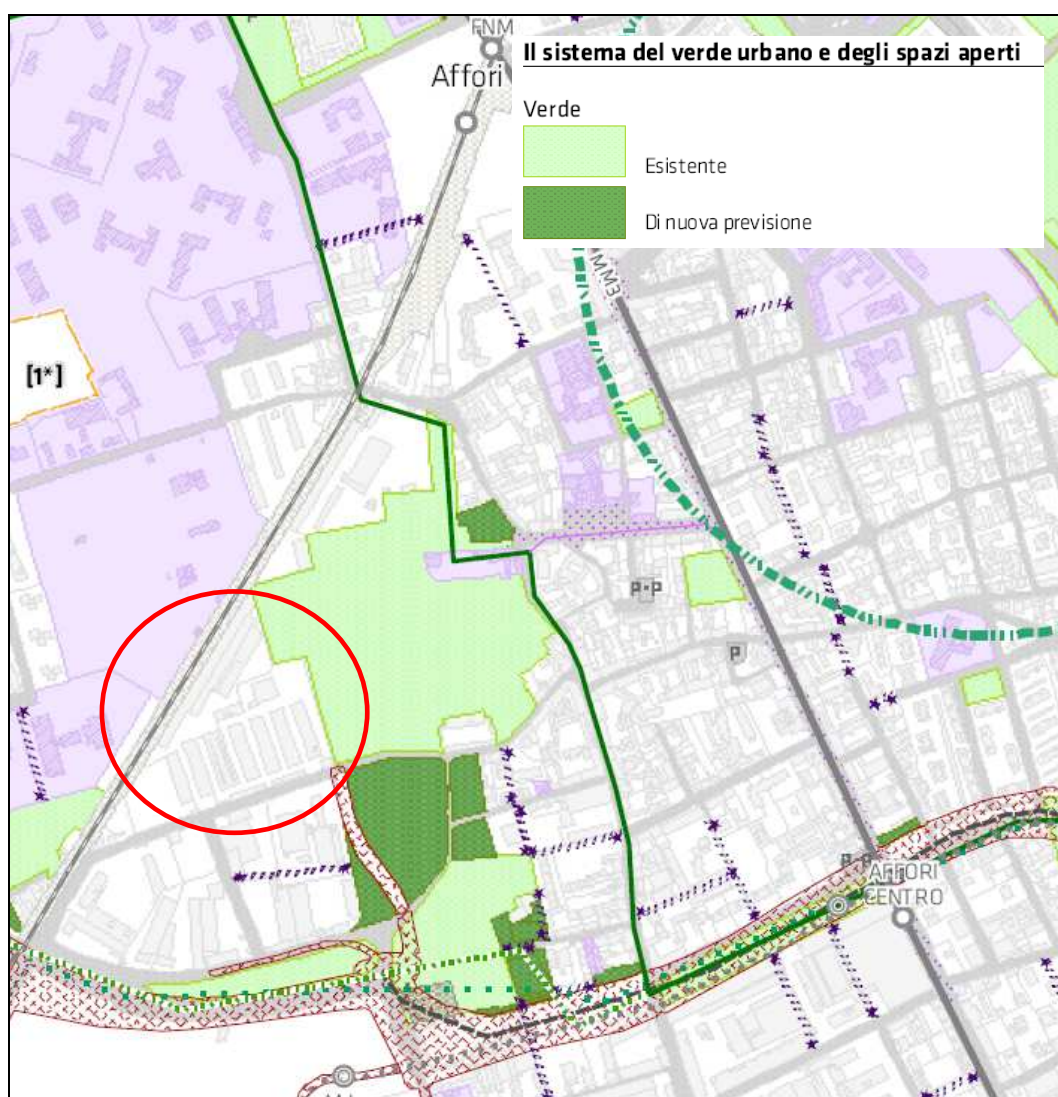 FNM
Affori
Il sistema del verde urbano e degli spazi aperti
Verde
Esistente
Di nuova previsione
MM3
[1*]
P-P
P
AFFORI
CENTRO